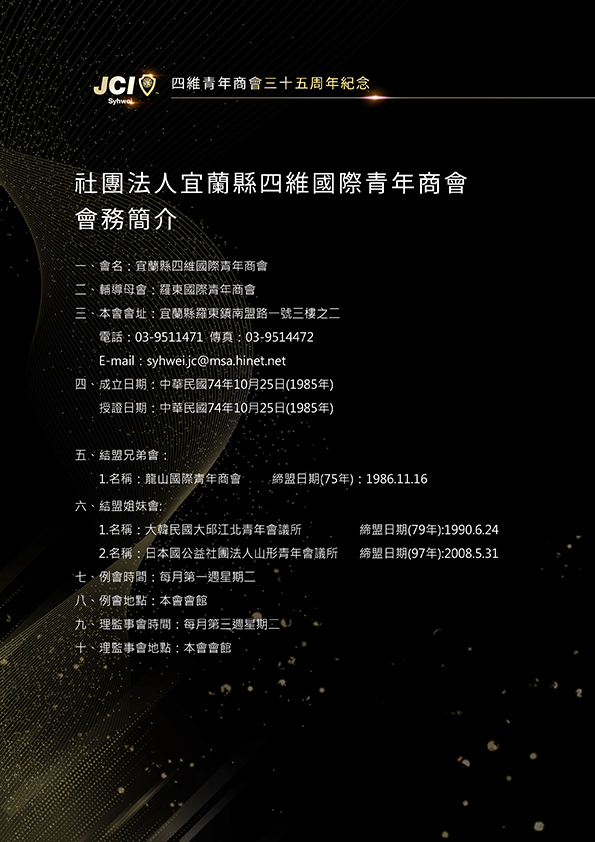 JCI
Syhwei
四維青年商會三十五周年紀念
社團法人宜蘭縣四維國際青年商會
會務簡介
一、會名：宜蘭縣四維國際青年商會
二、輔導母會：羅東國際青年商會
三、本會會址：宜蘭縣羅東鎮南盟路一號三樓之二
電話：03-9511471 傳真：03-9514472
E-mail：syhwei.jc@msa.hinet.net
四、成立日期：中華民國74年10月25日(1985年)
授證日期：中華民國74年10月25日(1985年)
五、結盟兄弟會：
1.名稱：龍山國際青年商會 締盟日期(75年)：1986.11.16
六、結盟姐妹會:
1.名稱：大韓民國大邱江北青年會議所 締盟日期(79年):1990.6.24
2.名稱：日本國公益社團法人山形青年會議所 締盟日期(97年):2008.5.31
七、例會時間：每月第一週星期二
八、例會地點：本會會館
九、理監事會時間：每月第三週星期二
十、理監事會地點：本會會館